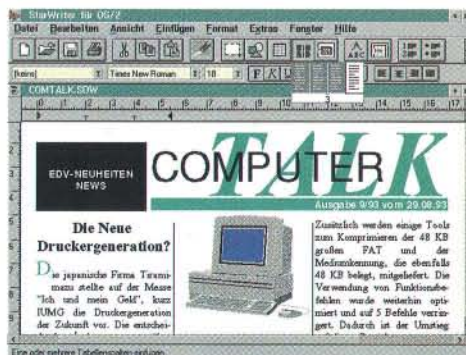 StarWriter für OS/2
Datei Bearbeiten Einfügen Format Extras Fenster Hilfe
[keins] Times New Roman 18 F K U
COMTALK.SDW
EDV-NEUHEITEN
NEWS
COMPUTER
TALK
Ausgabe 9/93 vom 29.08.93
Die Neue
Druckergeneration?
Die japanische Firma Tirami-
mazu stellte auf der Messe
"Ich und mein Geld", kurz
IUMG die Druckergeneration
der Zukunft vor. Die entschei-
Zusätzlich werden einige Tools
zum Komprimieren der 48 KB
großen FAT und der
Medienkennung, die ebenfalls
48 KB belegt, mitgeliefert. Die
Verwendung von Funktionsbe-
fehlen wurde weiterhin opti-
miert und auf 5 Befehle verrin-
gert. Dadurch ist der Umstieg
Eine oder mehrere Tabellenspalten einfügen